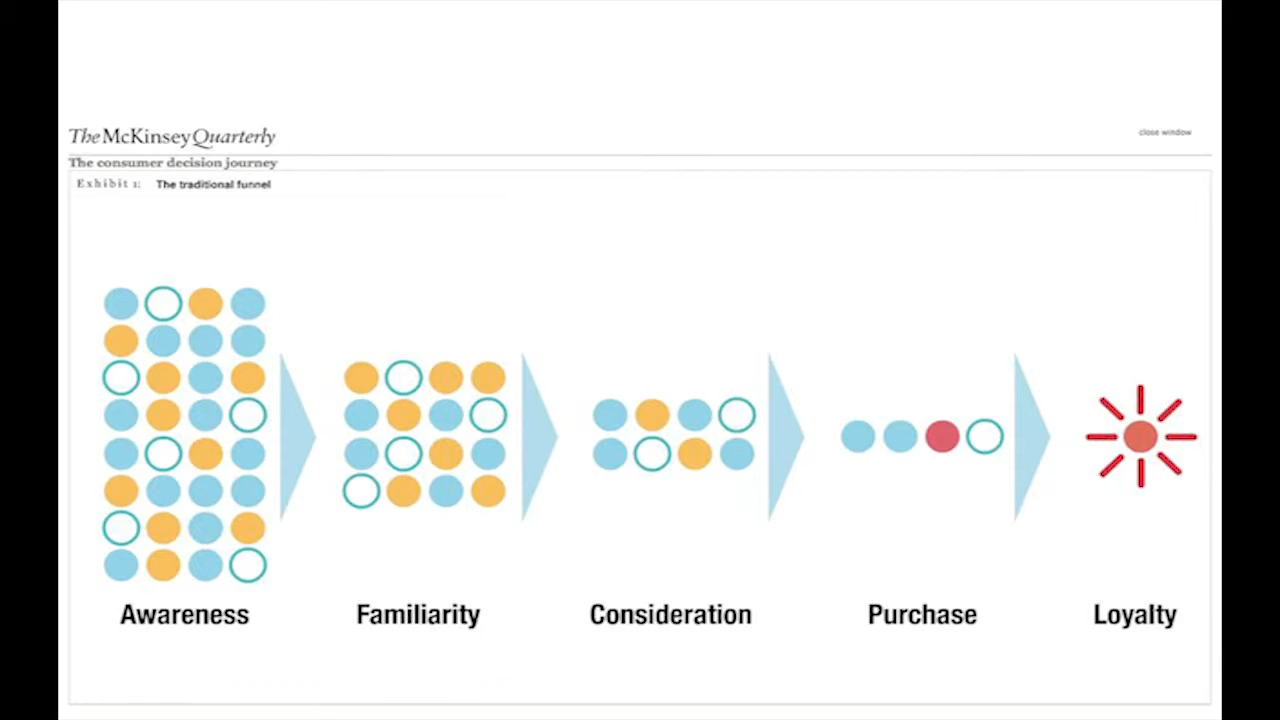 The McKinsey Quarterly
close window
The consumer decision journey
Exhibit 1: The traditional funnel
Awareness
Familiarity
Consideration
Purchase
Loyalty